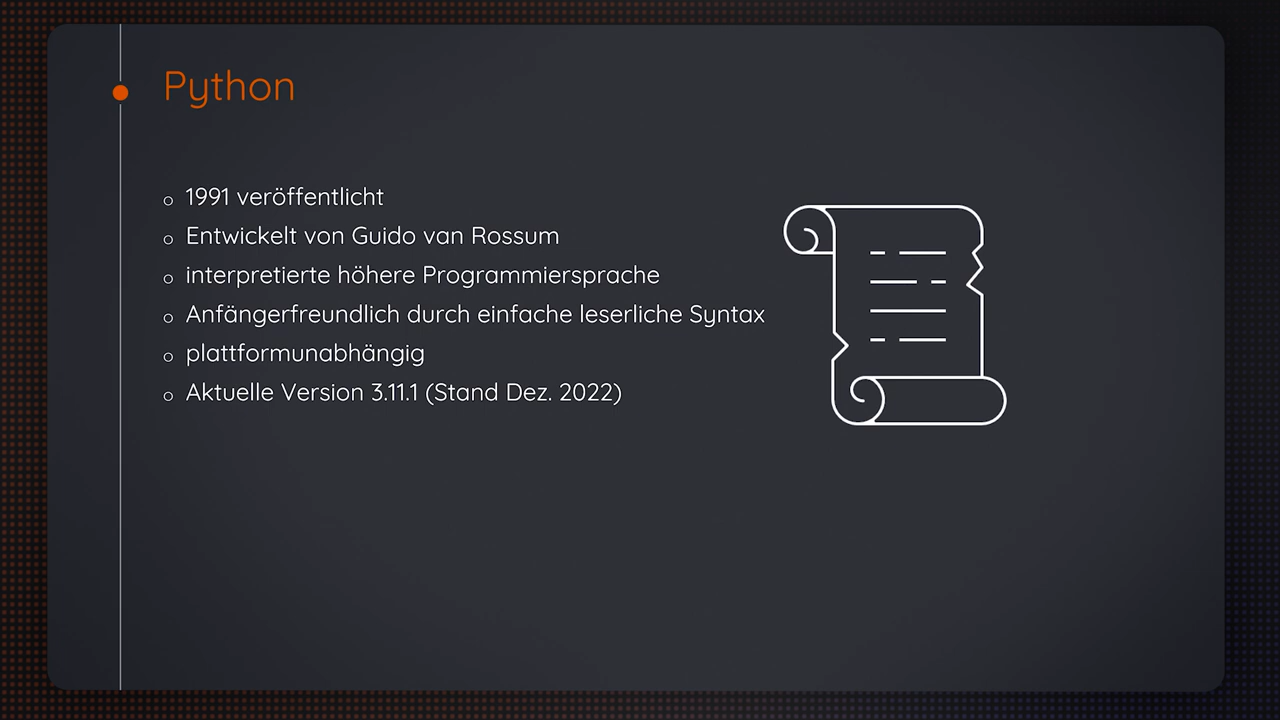 Python
1991 veröffentlicht
Entwickelt von Guido van Rossum
interpretierte höhere Programmiersprache
Anfängerfreundlich durch einfache leserliche Syntax
plattformunabhängig
Aktuelle Version 3.11.1 (Stand Dez. 2022)